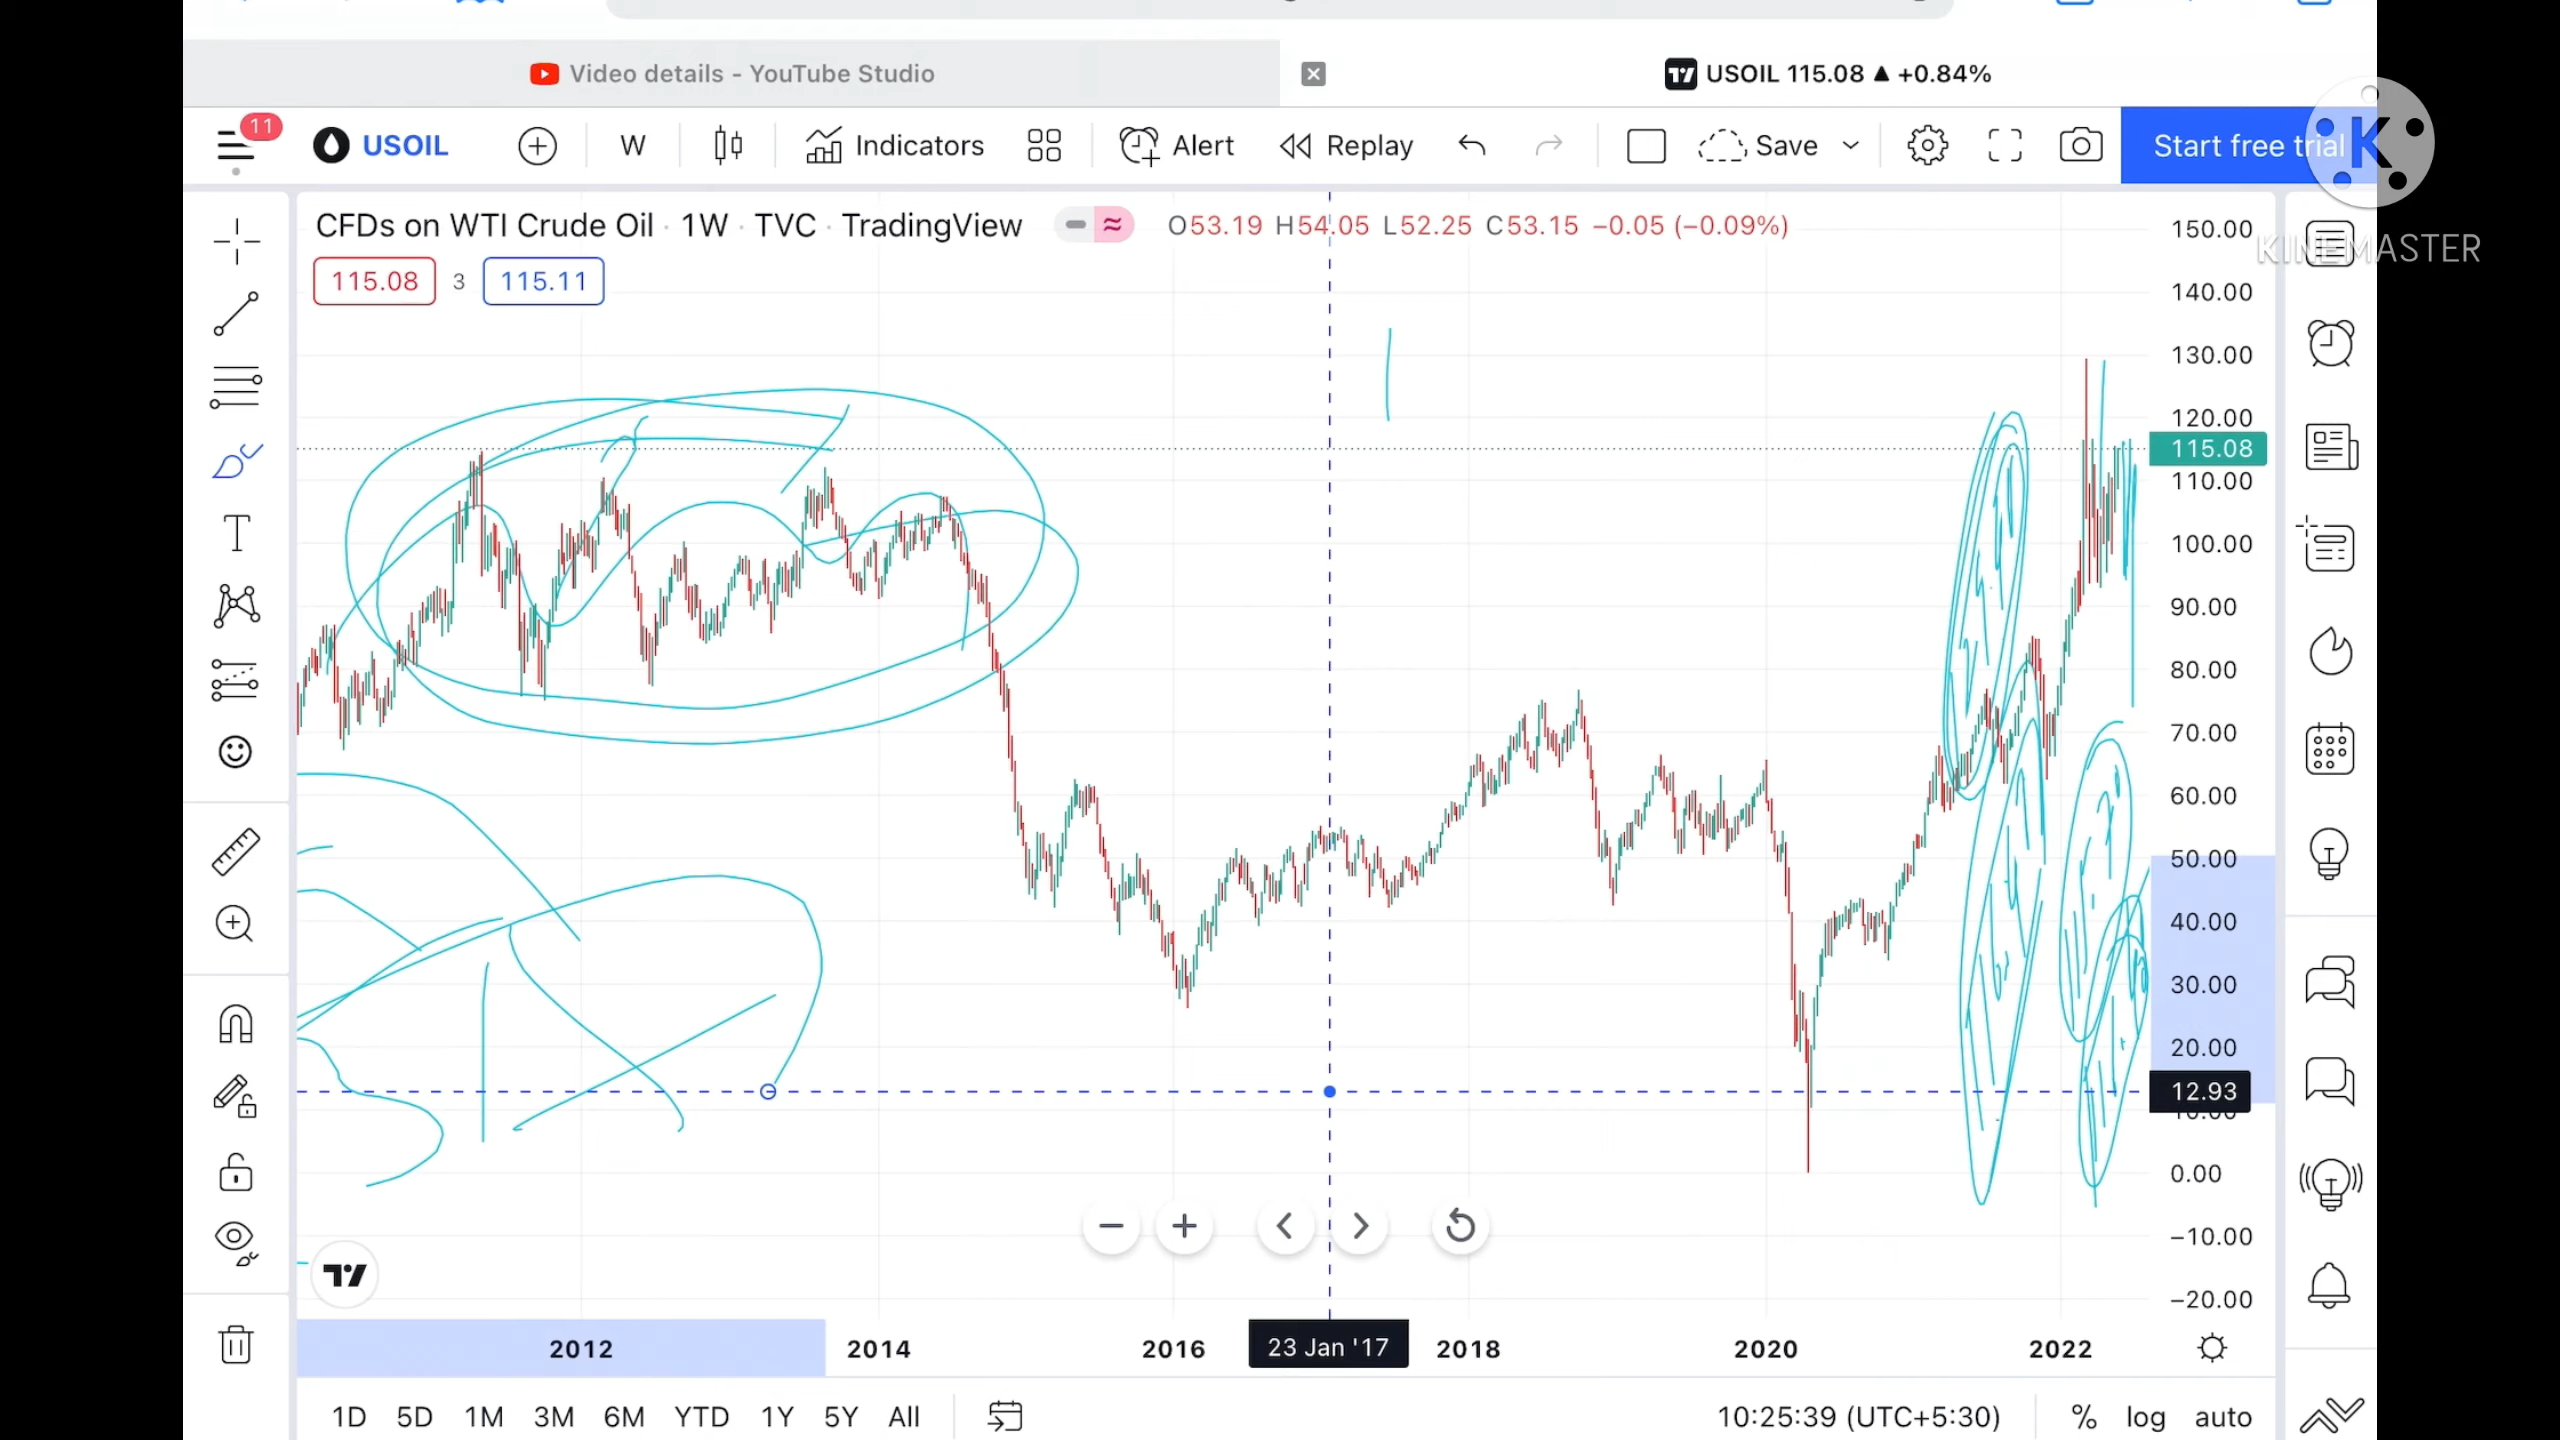 Video details - YouTube Studio
USOIL 115.08 ▲ +0.84%
11
USOIL
W
Indicators
Alert
Replay
Save
Start free trial
K
KINEMASTER
CFDs on WTI Crude Oil · 1W · TVC · TradingView
O53.19 H54.05 L52.25 C53.15 −0.05 (−0.09%)
115.08 3 115.11
150.00
140.00
130.00
120.00
115.08
110.00
100.00
90.00
80.00
70.00
60.00
50.00
40.00
30.00
20.00
12.93
10.00
0.00
−10.00
−20.00
2012 2014 2016 23 Jan '17 2018 2020 2022
1D 5D 1M 3M 6M YTD 1Y 5Y All
10:25:39 (UTC+5:30) % log auto